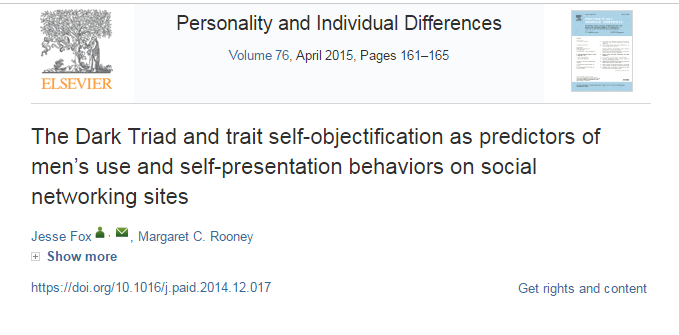 Personality and Individual Differences
Volume 76, April 2015, Pages 161–165
ELSEVIER
The Dark Triad and trait self-objectification as predictors of
men's use and self-presentation behaviors on social
networking sites
Jesse Fox , Margaret C. Rooney
Show more
https://doi.org/10.1016/j.paid.2014.12.017 Get rights and content